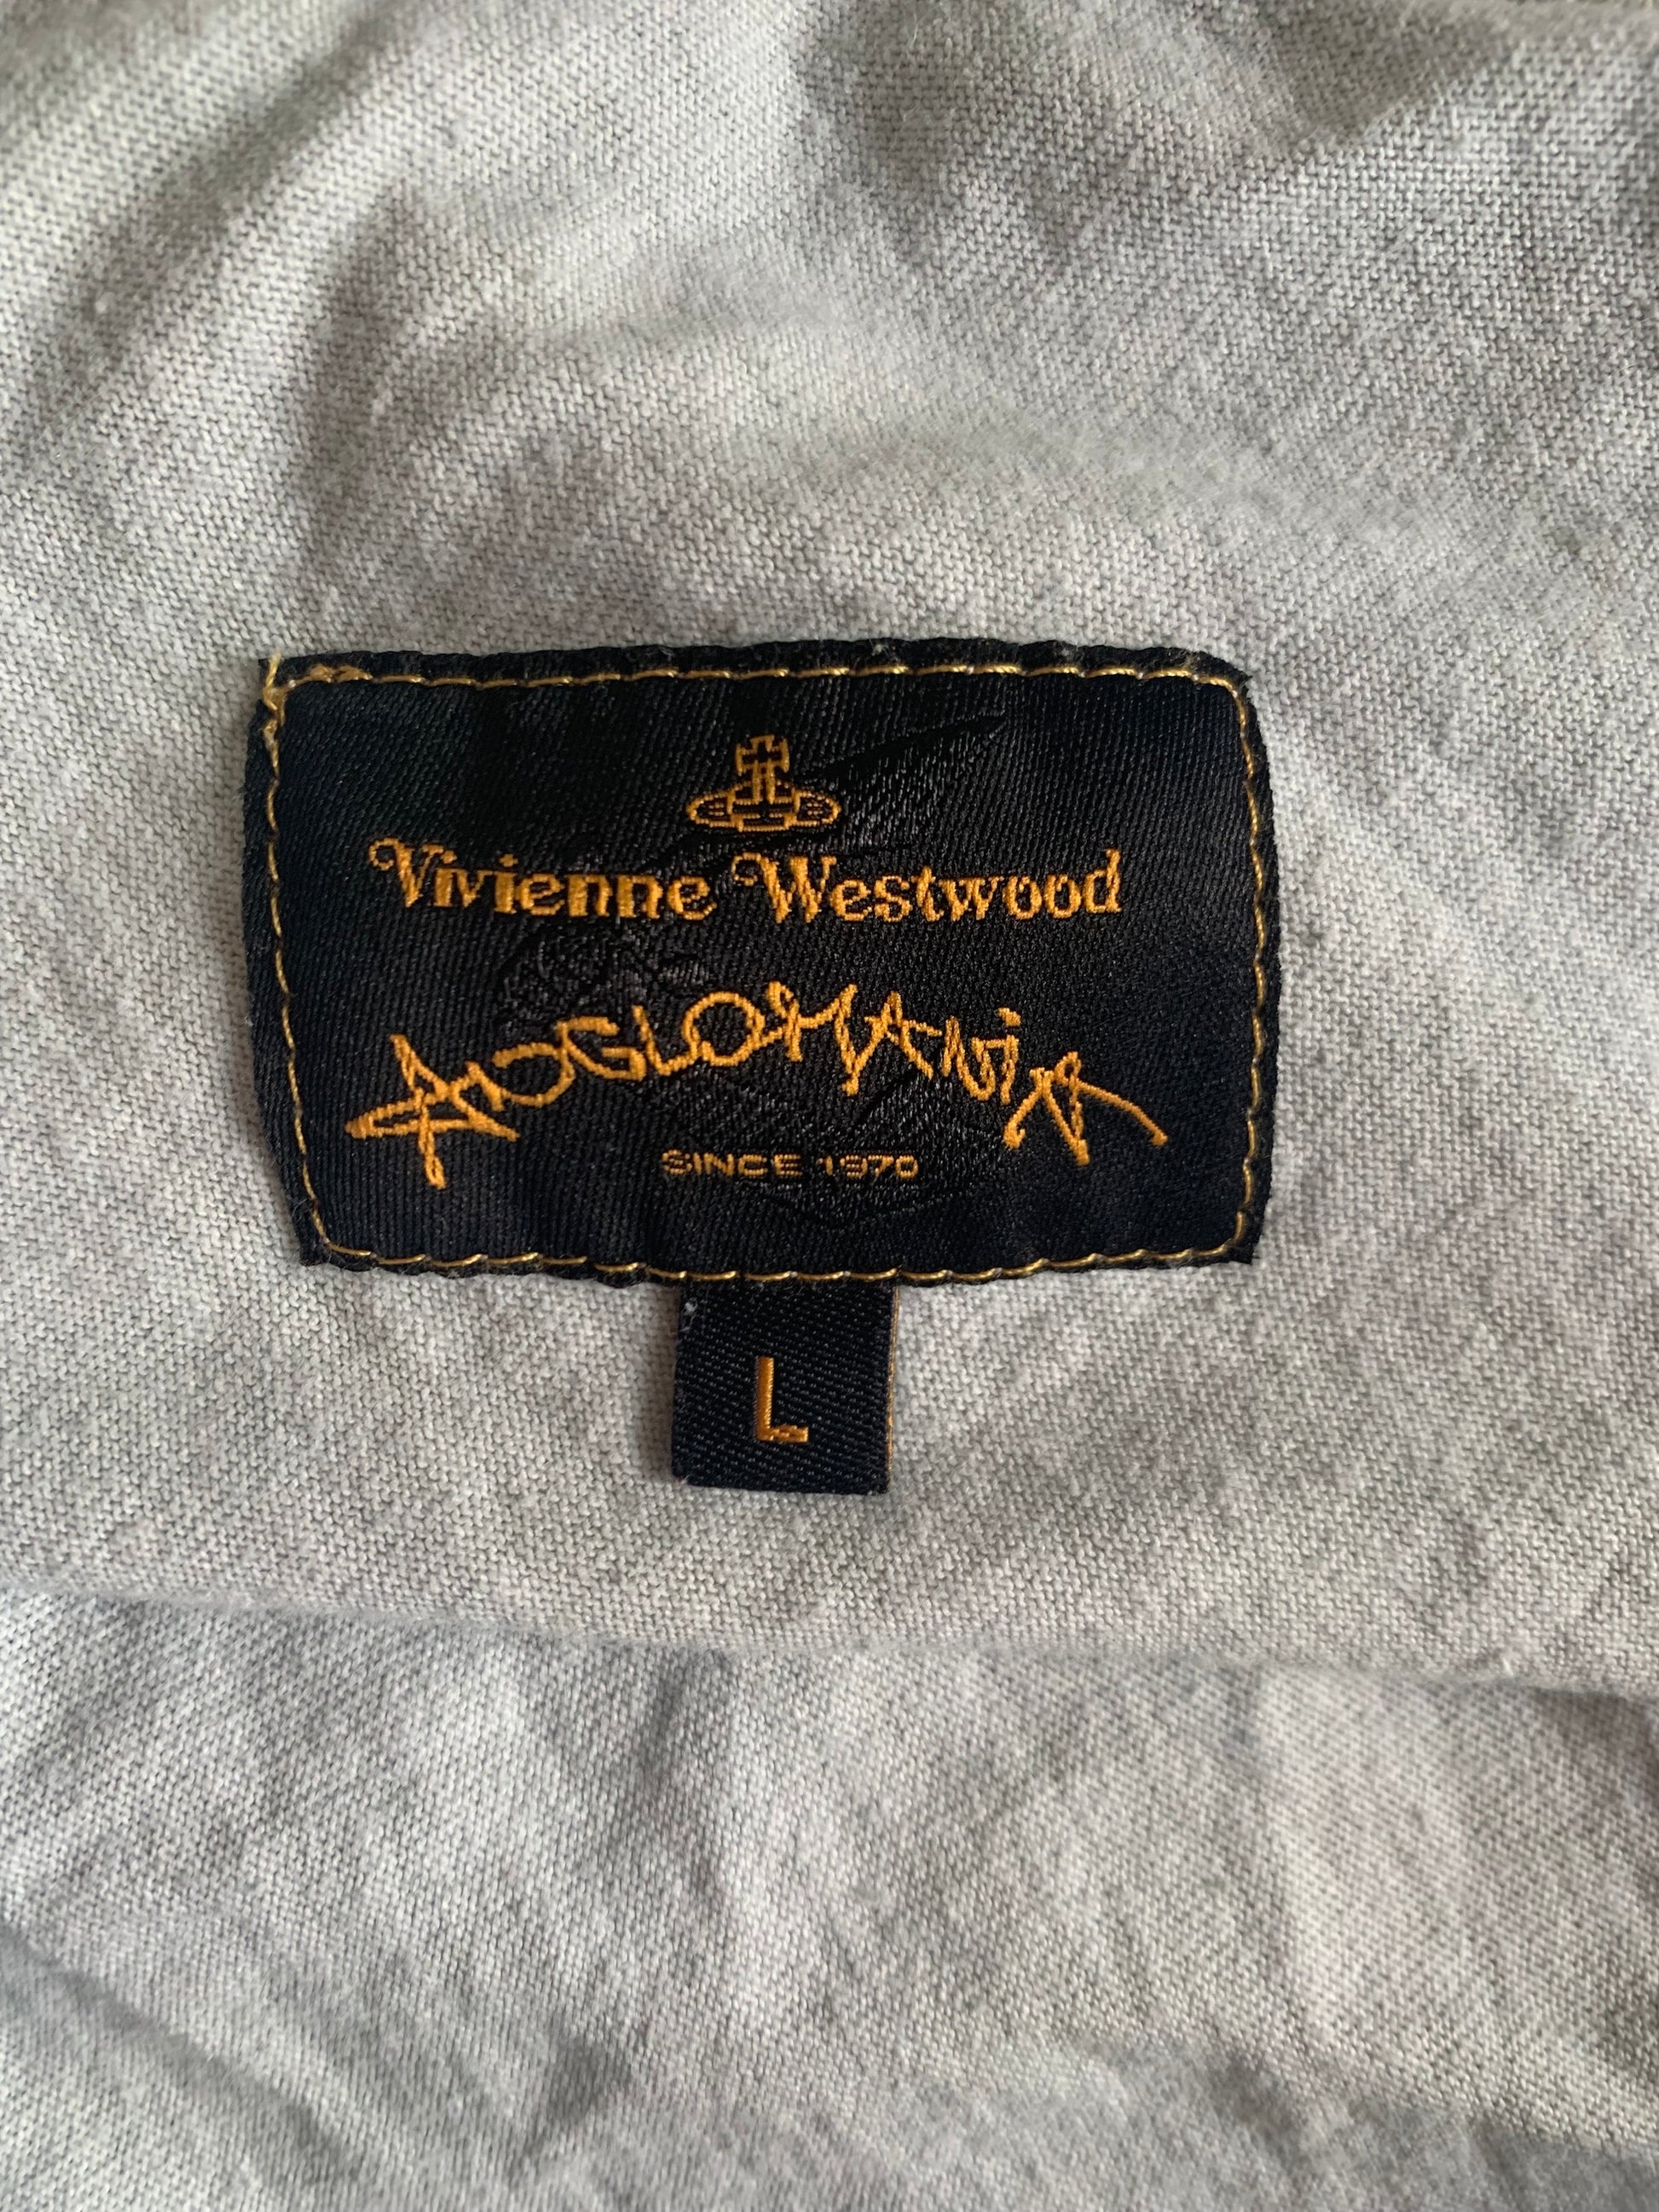 Vivienne Westwood
ANGLOMANiA
SINCE 1970
L